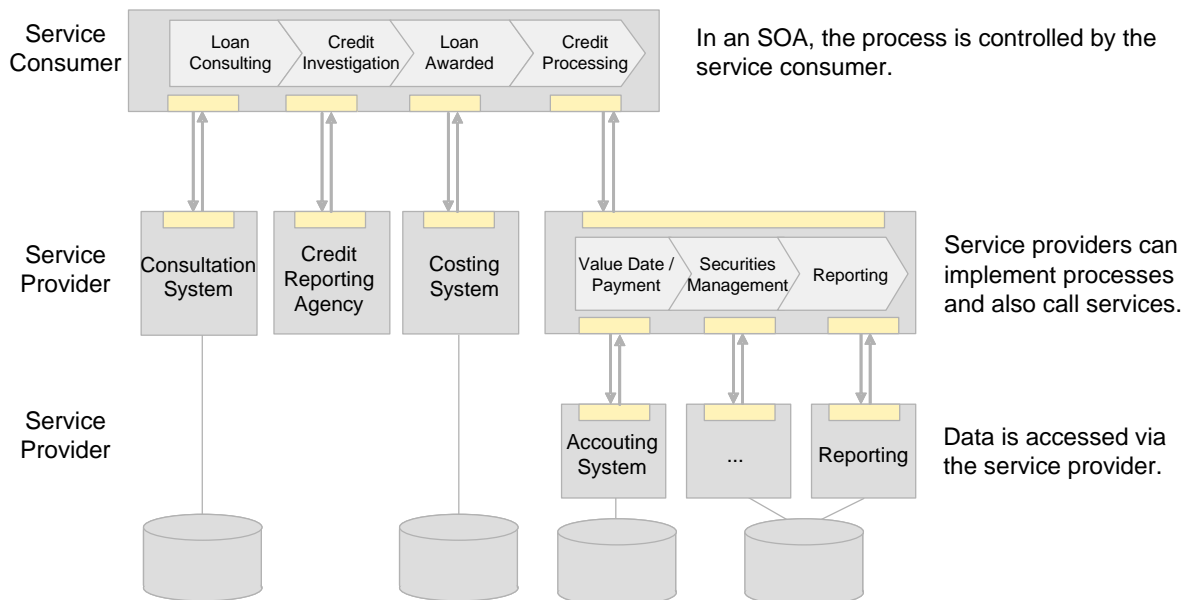 Service
Consumer
Loan
Consulting
Credit
Investigation
Loan
Awarded
Credit
Processing
In an SOA, the process is controlled by the
service consumer.
Service
Provider
Consultation
System
Credit
Reporting
Agency
Costing
System
Value Date /
Payment
Securities
Management
Reporting
Service providers can
implement processes
and also call services.
Service
Provider
Accouting
System
...
Reporting
Data is accessed via
the service provider.